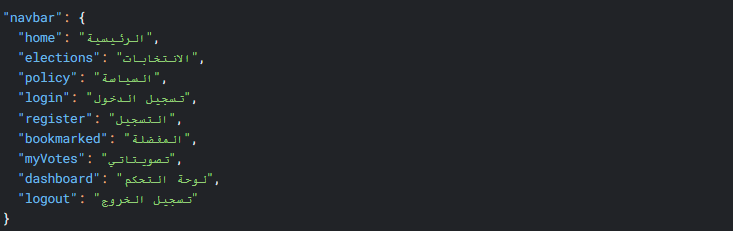 "navbar": {
"home": "الرئيسية",
"elections": "الانتخابات",
"policy": "السياسة",
"login": "تسجيل الدخول",
"register": "التسجيل",
"bookmarked": "المفضلة",
"myVotes": "تصويتاتي",
"dashboard": "لوحة التحكم",
"logout": "تسجيل الخروج"
}